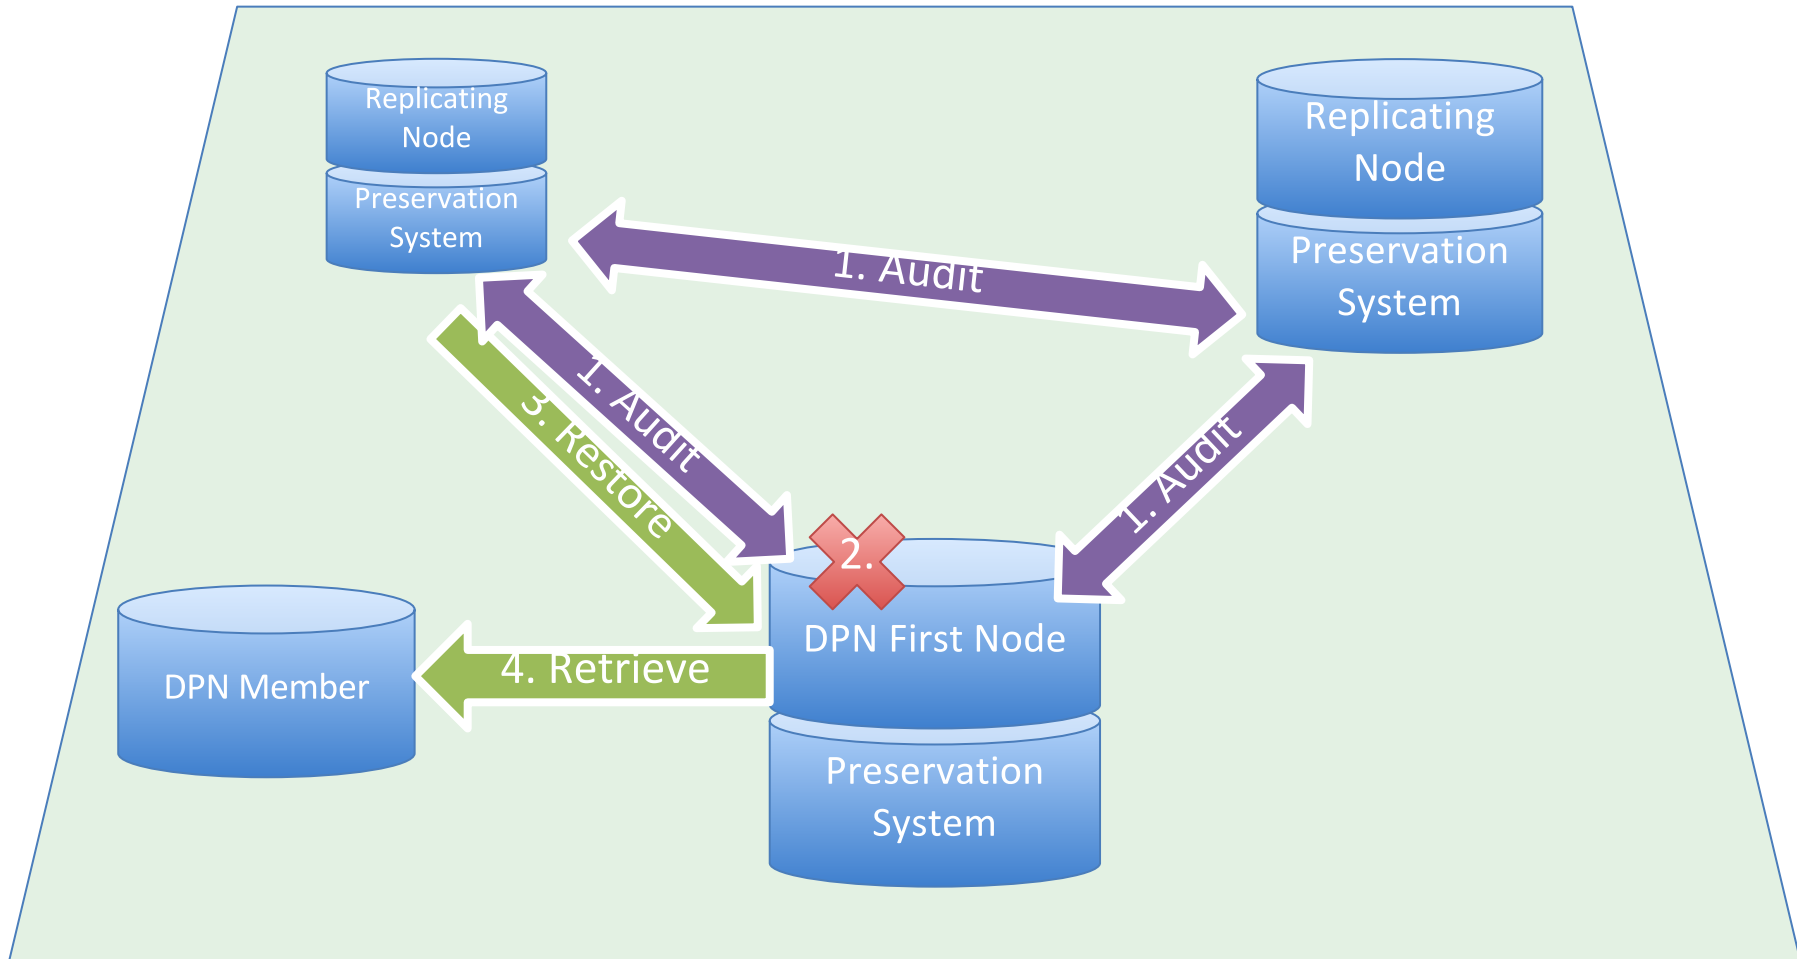 Replicating
Node
Preservation
System
Replicating
Node
Preservation
System
1. Audit
1. Audit
3. Restore
1. Audit
2.
DPN First Node
4. Retrieve
DPN Member
Preservation
System